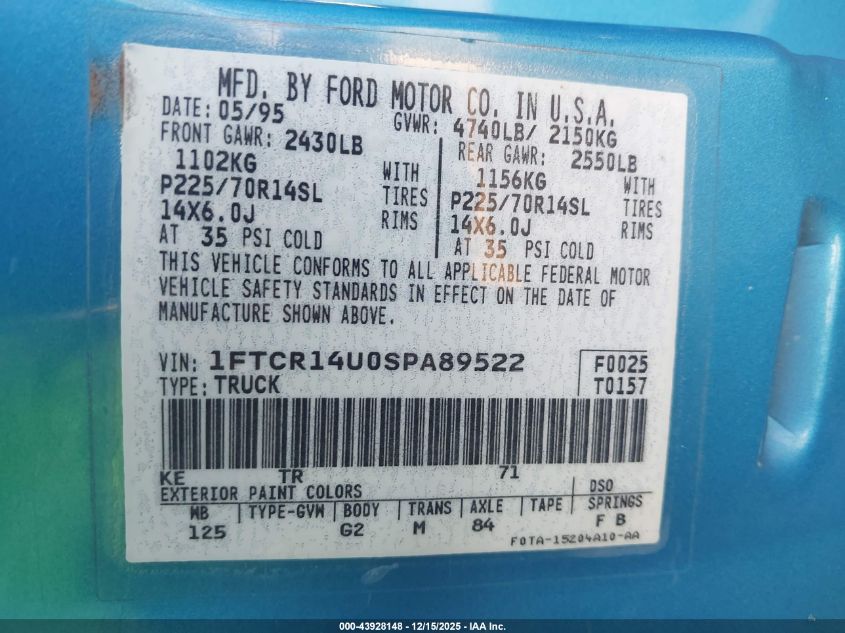 MFD. BY FORD MOTOR CO. IN U.S.A.
DATE: 05/95 GVWR: 4740LB/ 2150KG
FRONT GAWR: 2430LB REAR GAWR: 2550LB
1102KG WITH 1156KG WITH
P225/70R14SL TIRES P225/70R14SL TIRES
14X6.0J RIMS 14X6.0J RIMS
AT 35 PSI COLD AT 35 PSI COLD
THIS VEHICLE CONFORMS TO ALL APPLICABLE FEDERAL MOTOR
VEHICLE SAFETY STANDARDS IN EFFECT ON THE DATE OF
MANUFACTURE SHOWN ABOVE.
VIN: 1FTCR14U0SPA89522 F0025
TYPE: TRUCK T0157
KE TR 71
EXTERIOR PAINT COLORS DSO
WB TYPE-GVW BODY TRANS AXLE TAPE SPRINGS
125 G2 M 84 F B
F0TA-15204A10-AA
000-43928148 - 12/15/2025 - IAA Inc.